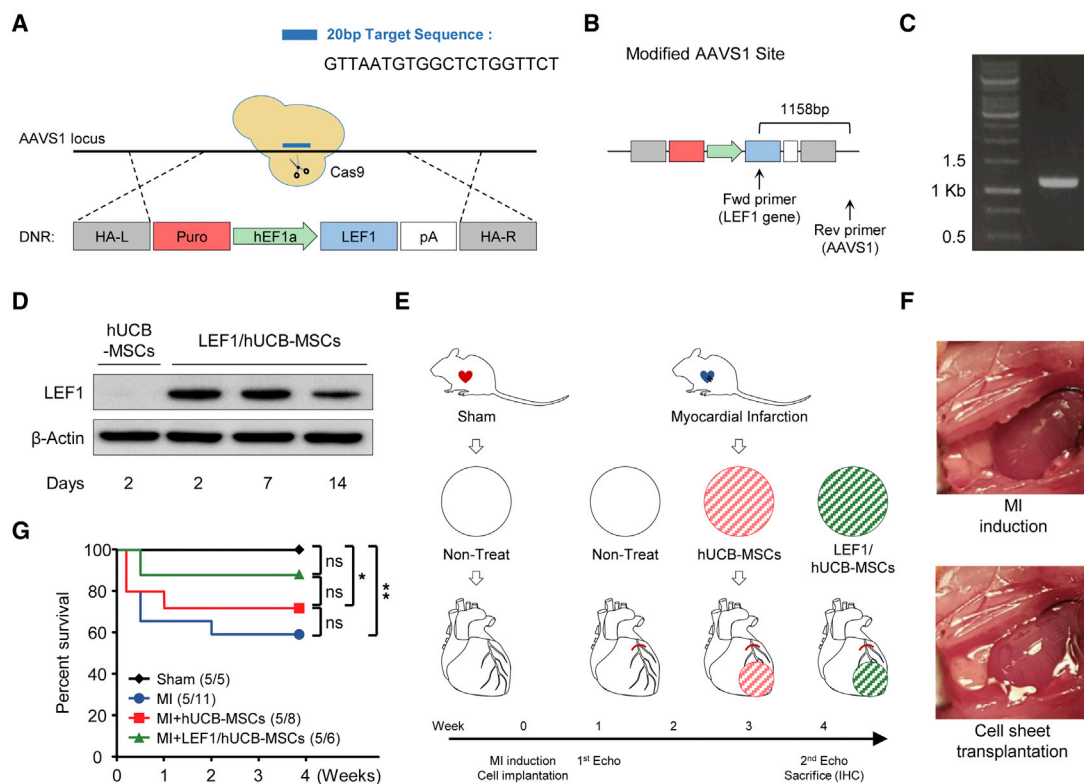 A
20bp Target Sequence :
GTTAATGTGGCTCTGGTTCT
AAVS1 locus
Cas9
DNR:
HA-L
Puro
hEF1a
LEF1
pA
HA-R
B
Modified AAVS1 Site
1158bp
Fwd primer
(LEF1 gene)
Rev primer
(AAVS1)
C
1.5
1 Kb
0.5
D
hUCB
-MSCs
LEF1/hUCB-MSCs
LEF1
β-Actin
Days
2
2
7
14
E
Sham
Myocardial Infarction
Non-Treat
Non-Treat
hUCB-MSCs
LEF1/
hUCB-MSCs
Week
0
1
2
3
4
MI induction
Cell implantation
1st Echo
2nd Echo
Sacrifice (IHC)
F
MI
induction
Cell sheet
transplantation
G
Percent survival
100
80
60
40
20
0
0
1
2
3
4 (Weeks)
ns
ns
ns
*
**
Sham (5/5)
MI (5/11)
MI+hUCB-MSCs (5/8)
MI+LEF1/hUCB-MSCs (5/6)